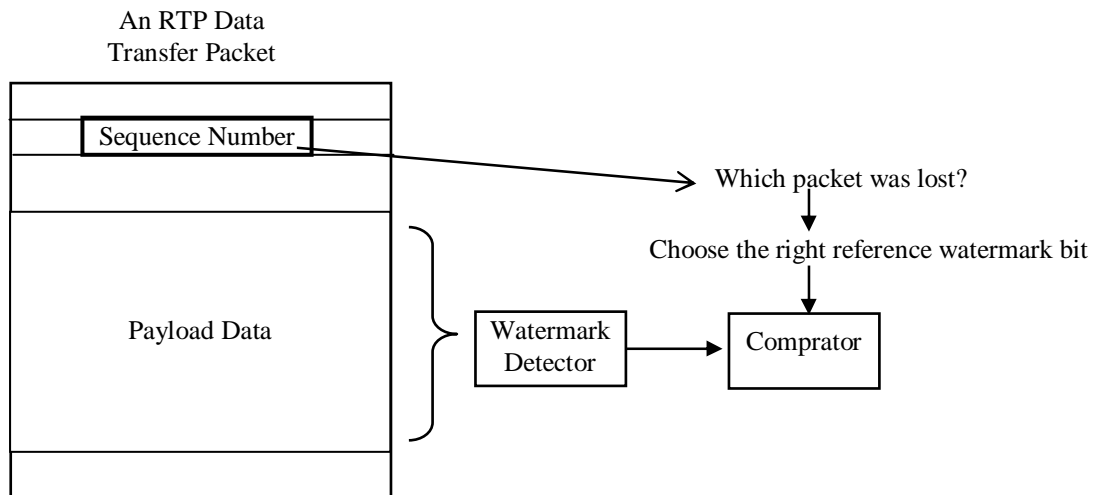 An RTP Data
Transfer Packet
Sequence Number
Which packet was lost?
Choose the right reference watermark bit
Payload Data
Watermark
Detector
Comprator